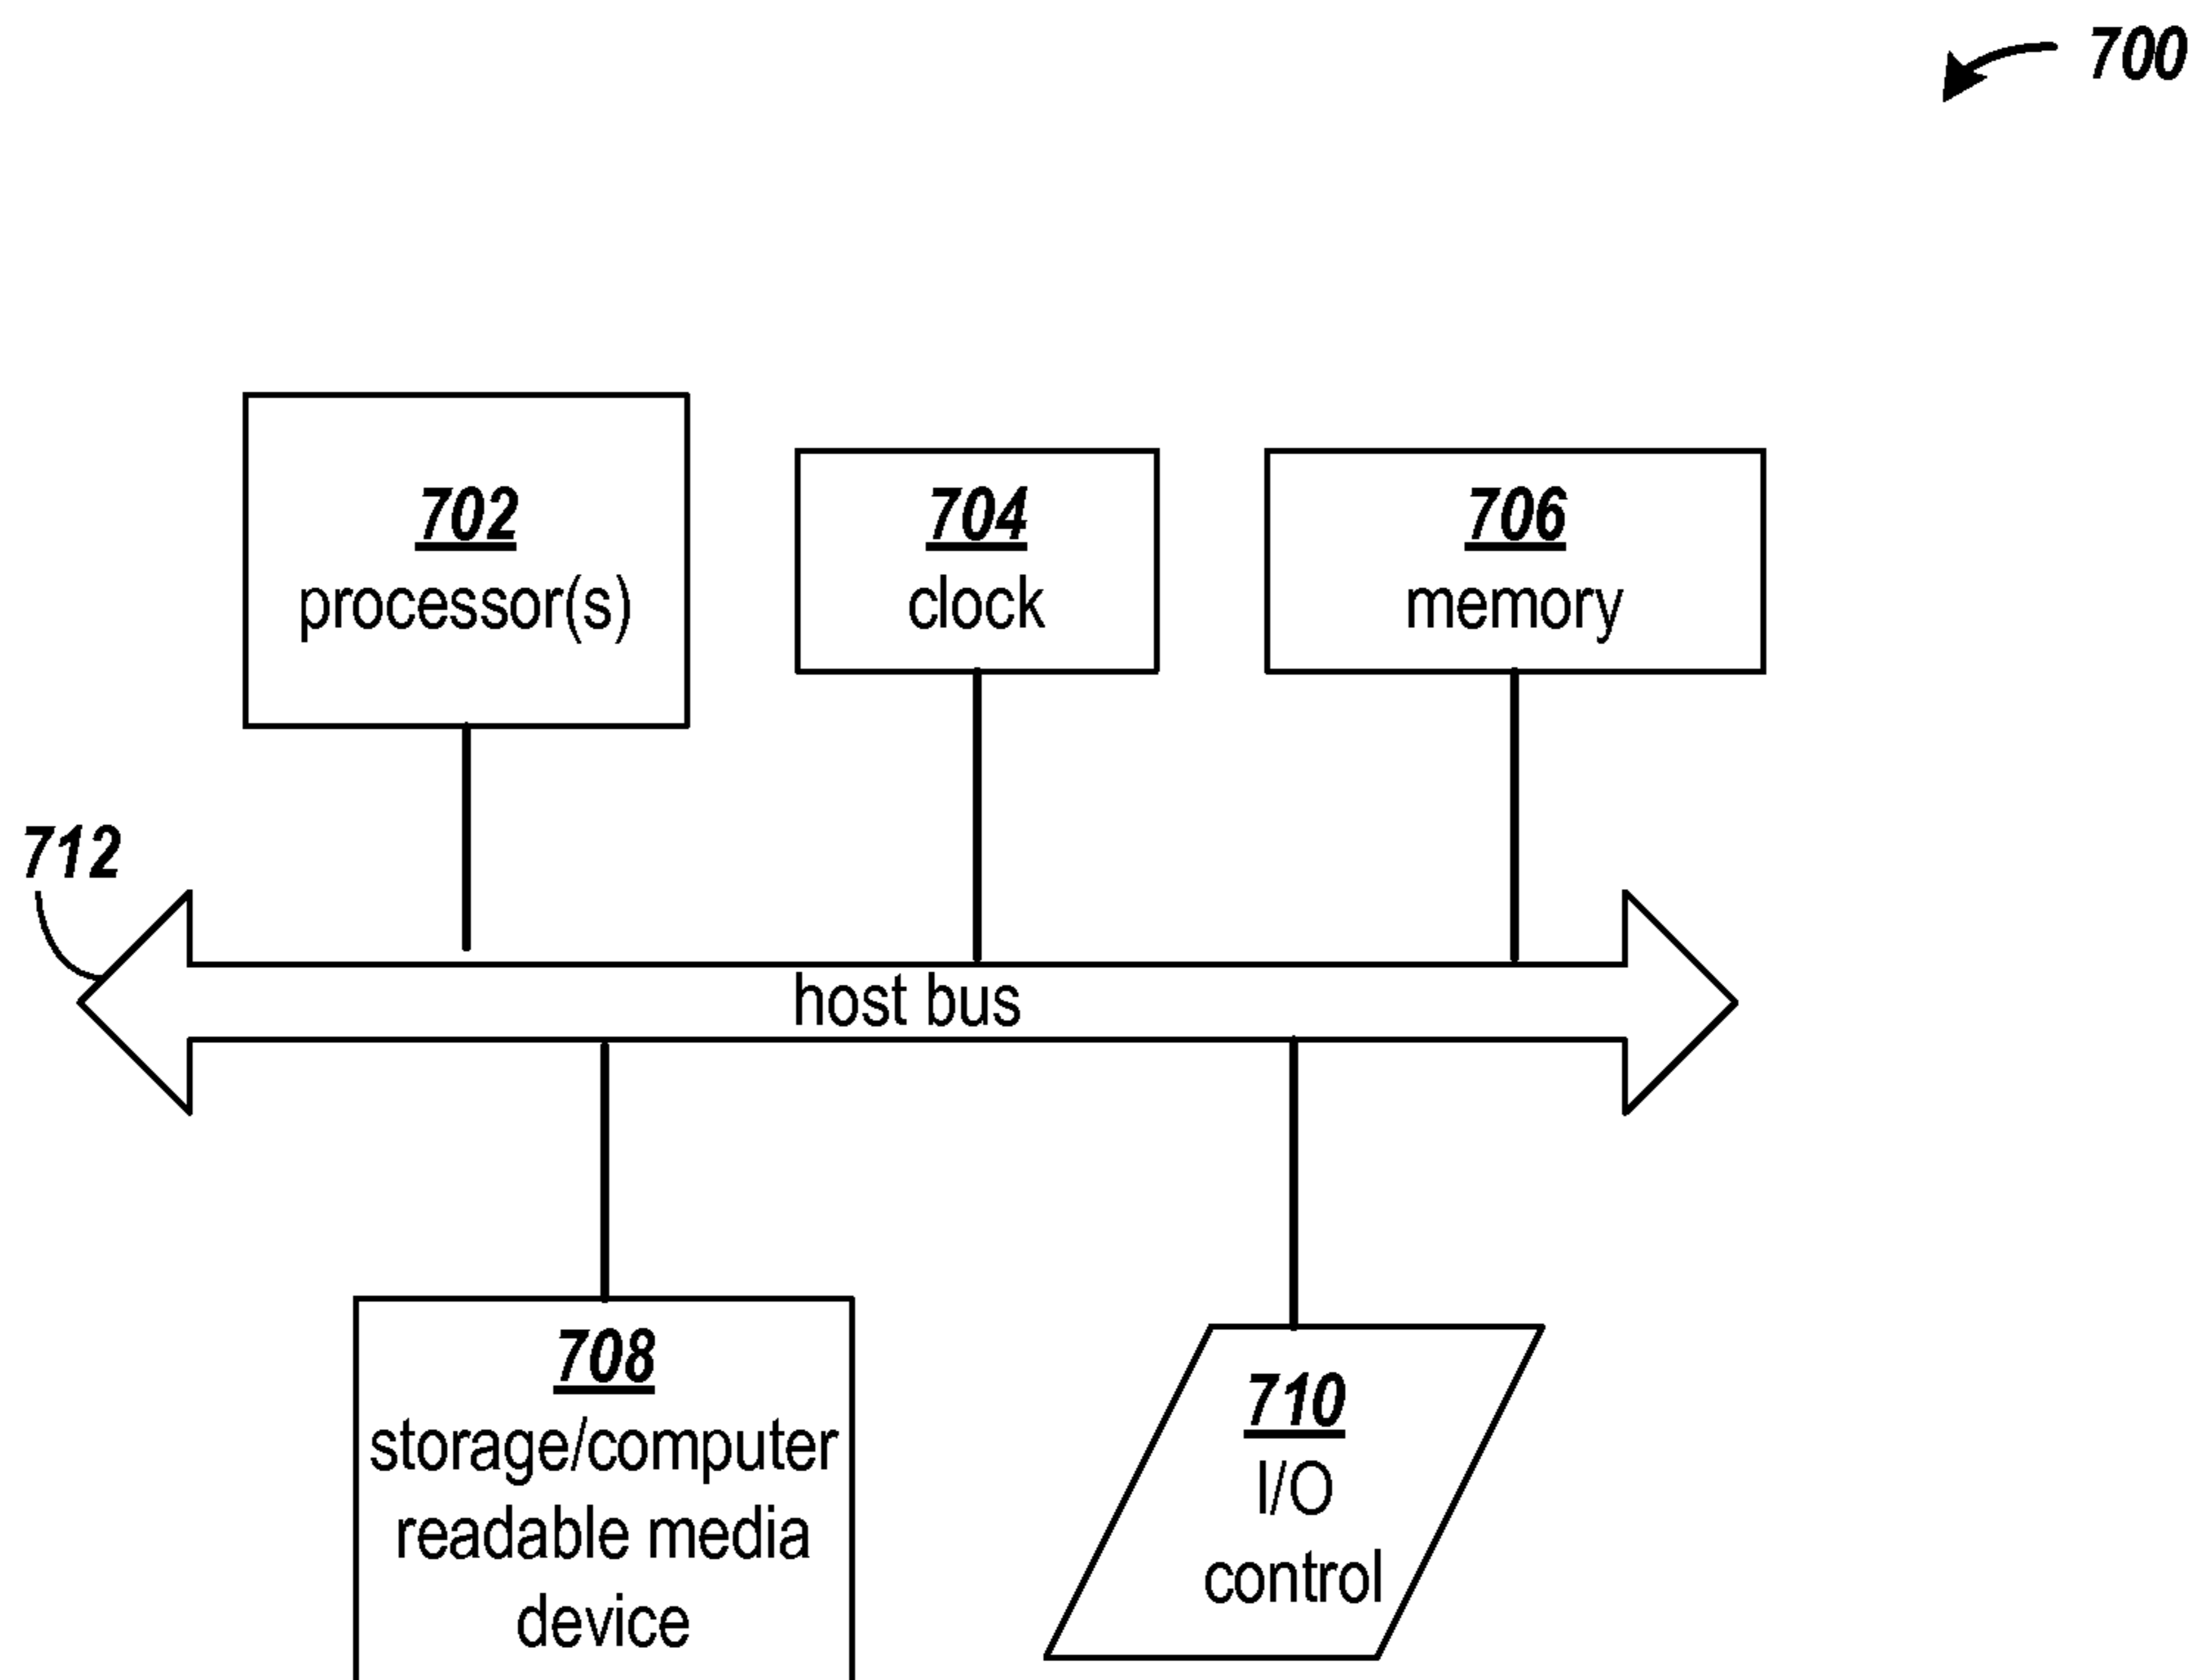 700
702
processor(s)
704
clock
706
memory
712
host bus
708
storage/computer
readable media
device
710
I/O
control